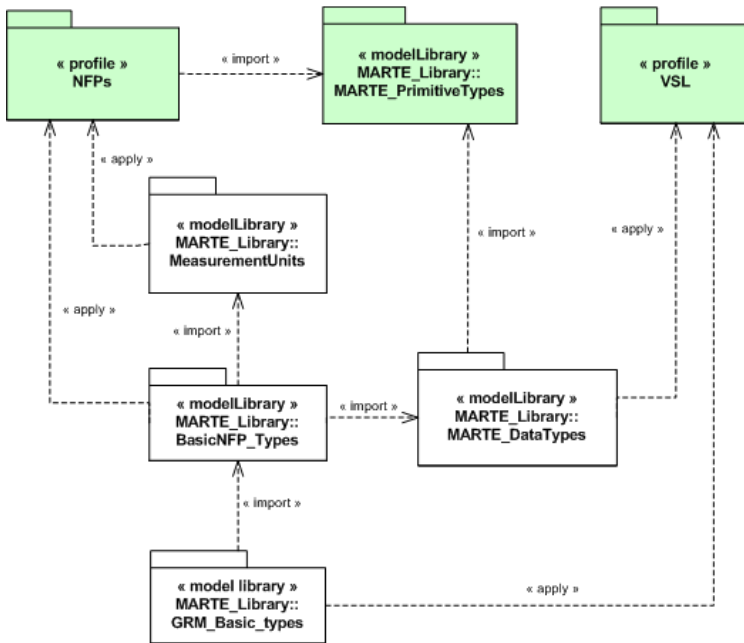 « profile »
NFPs
« import »
« modelLibrary »
MARTE_Library::
MARTE_PrimitiveTypes
« profile »
VSL
« apply »
« modelLibrary »
MARTE_Library::
MeasurementUnits
« import »
« apply »
« apply »
« import »
« modelLibrary »
MARTE_Library::
BasicNFP_Types
« import »
« modelLibrary »
MARTE_Library::
MARTE_DataTypes
« import »
« model library »
MARTE_Library::
GRM_Basic_types
« apply »